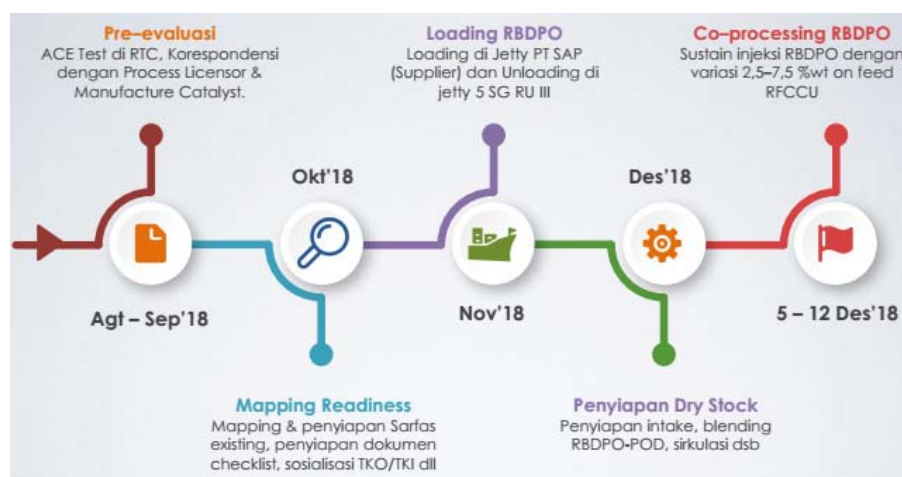 Pre–evaluasi
ACE Test di RTC, Korespondensi
dengan Process Licensor &
Manufacture Catalyst.
Loading RBDPO
Loading di Jetty PT SAP
(Supplier) dan Unloading di
jetty 5 SG RU III
Co–processing RBDPO
Sustain injeksi RBDPO dengan
variasi 2,5–7,5 %wt on feed
RFCCU
Okt'18
Des'18
Agt – Sep'18
Nov'18
5 – 12 Des'18
Mapping Readiness
Mapping & penyiapan Sarfas
existing, penyiapan dokumen
checklist, sosialisasi TKO/TKI dll
Penyiapan Dry Stock
Penyiapan intake, blending
RBDPO-POD, sirkulasi dsb